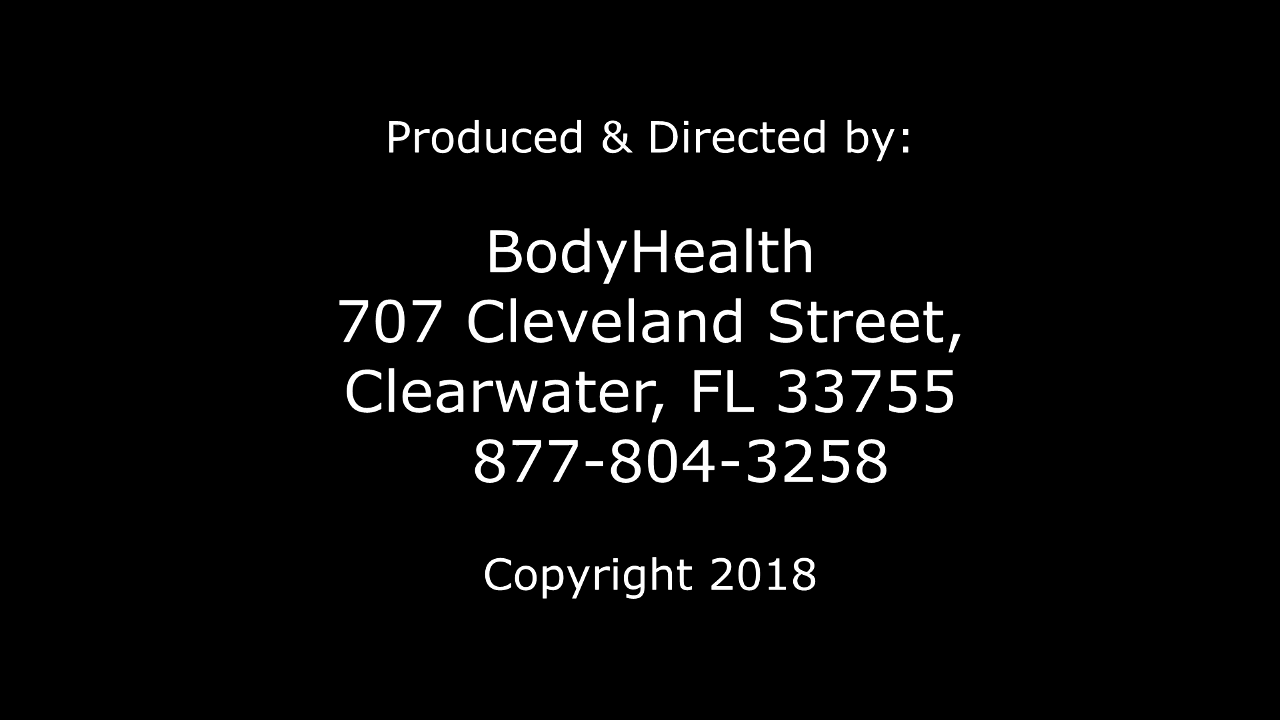 Produced & Directed by:
BodyHealth
707 Cleveland Street,
Clearwater, FL 33755
877-804-3258
Copyright 2018